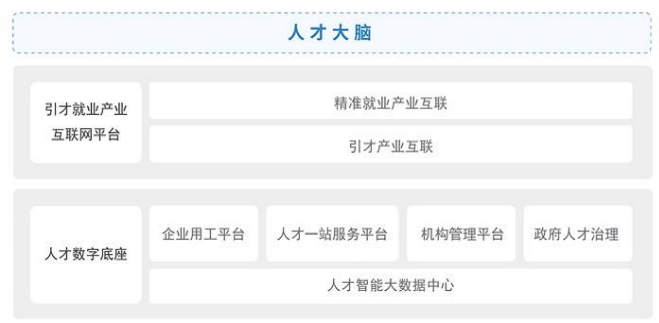 人才大脑
引才就业产业
互联网平台
精准就业产业互联
引才产业互联
人才数字底座
企业用工平台
人才一站服务平台
机构管理平台
政府人才治理
人才智能大数据中心